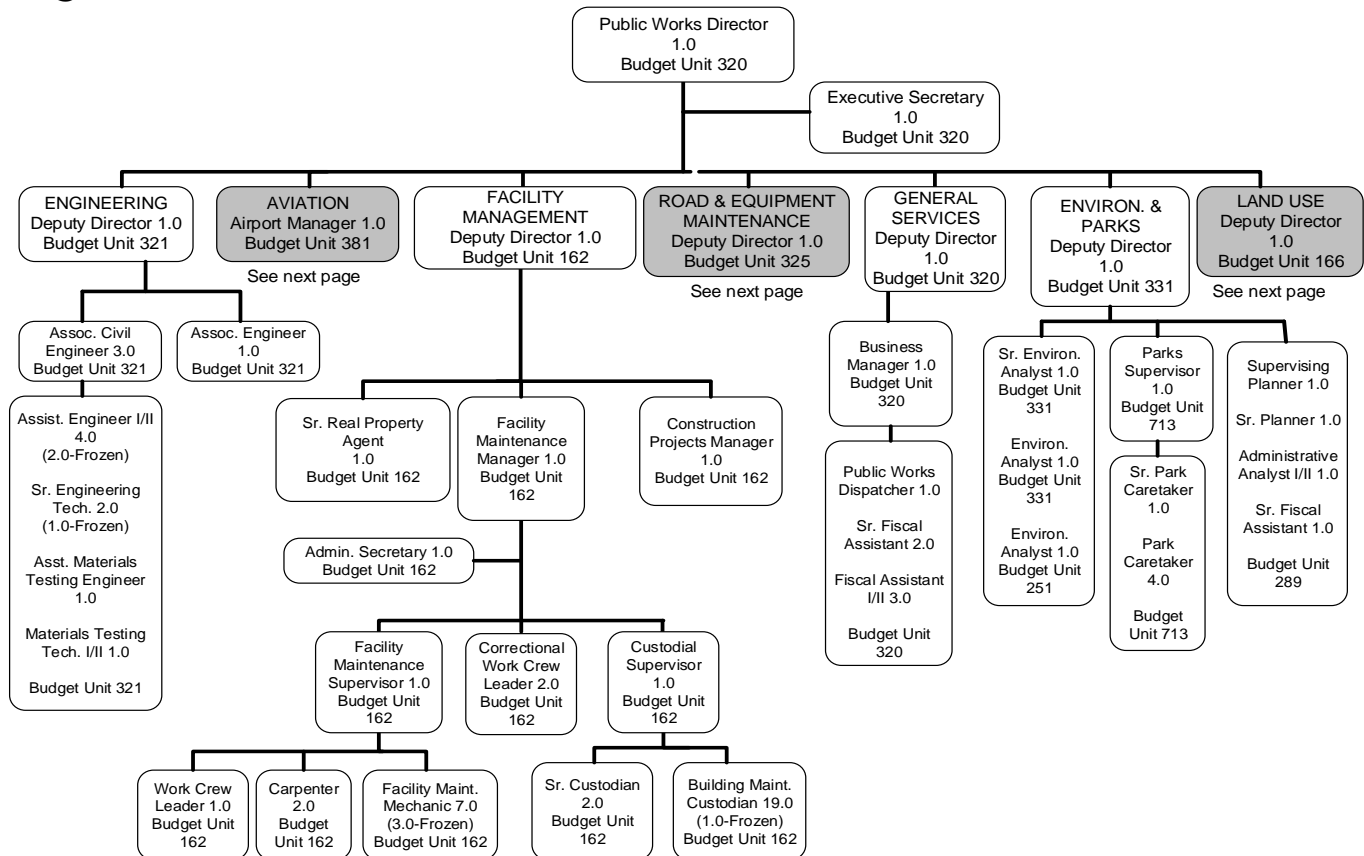 Public Works Director
1.0
Budget Unit 320
Executive Secretary
1.0
Budget Unit 320
ENGINEERING
Deputy Director 1.0
Budget Unit 321
AVIATION
Airport Manager 1.0
Budget Unit 381
See next page
FACILITY
MANAGEMENT
Deputy Director 1.0
Budget Unit 162
ROAD & EQUIPMENT
MAINTENANCE
Deputy Director 1.0
Budget Unit 325
See next page
GENERAL
SERVICES
Deputy Director
1.0
Budget Unit 320
ENVIRON. &
PARKS
Deputy Director
1.0
Budget Unit 331
LAND USE
Deputy Director
1.0
Budget Unit 166
See next page
Assoc. Civil
Engineer 3.0
Budget Unit 321
Assoc. Engineer
1.0
Budget Unit 321
Assist. Engineer I/II
4.0
(2.0-Frozen)
Sr. Engineering
Tech. 2.0
(1.0-Frozen)
Asst. Materials
Testing Engineer
1.0
Materials Testing
Tech. I/II 1.0
Budget Unit 321
Sr. Real Property
Agent
1.0
Budget Unit 162
Facility
Maintenance
Manager 1.0
Budget Unit
162
Construction
Projects Manager
1.0
Budget Unit 162
Business
Manager 1.0
Budget Unit
320
Public Works
Dispatcher 1.0
Sr. Fiscal
Assistant 2.0
Fiscal Assistant
I/II 3.0
Budget Unit
320
Sr. Environ.
Analyst 1.0
Budget Unit
331
Environ.
Analyst 1.0
Budget Unit
331
Environ.
Analyst 1.0
Budget Unit
251
Parks
Supervisor
1.0
Budget Unit
713
Sr. Park
Caretaker
1.0
Park
Caretaker
4.0
Budget
Unit 713
Supervising
Planner 1.0
Sr. Planner 1.0
Administrative
Analyst I/II 1.0
Sr. Fiscal
Assistant 1.0
Budget Unit
289
Admin. Secretary 1.0
Budget Unit 162
Facility
Maintenance
Supervisor 1.0
Budget Unit
162
Correctional
Work Crew
Leader 2.0
Budget Unit
162
Custodial
Supervisor
1.0
Budget Unit
162
Work Crew
Leader 1.0
Budget Unit
162
Carpenter
2.0
Budget
Unit 162
Facility Maint.
Mechanic 7.0
(3.0-Frozen)
Budget Unit 162
Sr. Custodian
2.0
Budget Unit
162
Building Maint.
Custodian 19.0
(1.0-Frozen)
Budget Unit 162